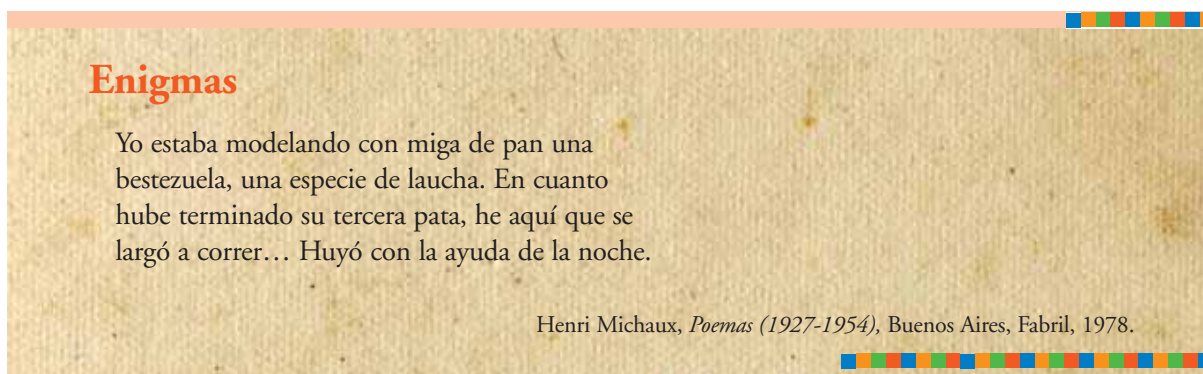 Enigmas
Yo estaba modelando con miga de pan una
bestezuela, una especie de laucha. En cuanto
hube terminado su tercera pata, he aquí que se
largó a correr… Huyó con la ayuda de la noche.
Henri Michaux, Poemas (1927-1954), Buenos Aires, Fabril, 1978.